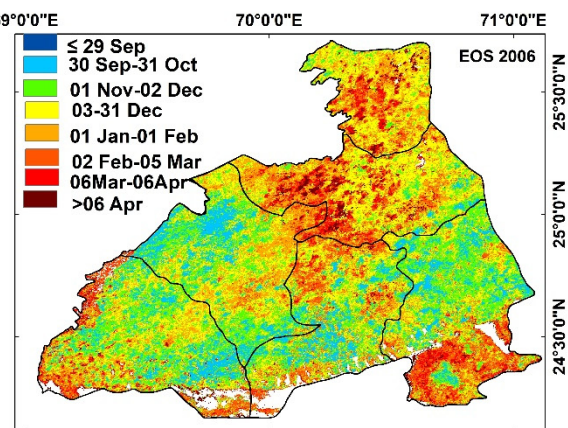 69°0'0"E 70°0'0"E 71°0'0"E
EOS 2006
≤ 29 Sep
30 Sep-31 Oct
01 Nov-02 Dec
03-31 Dec
01 Jan-01 Feb
02 Feb-05 Mar
06Mar-06Apr
>06 Apr
25°30'0"N
25°0'0"N
24°30'0"N